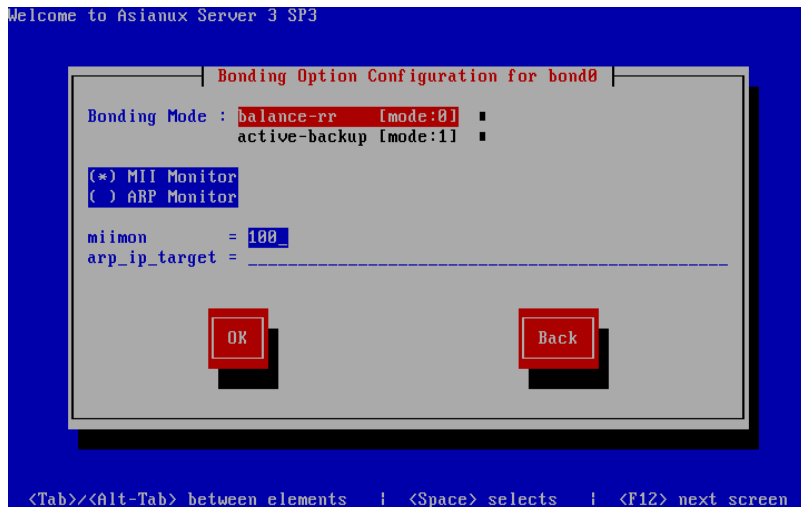 Welcome to Asianux Server 3 SP3
Bonding Option Configuration for bond0
Bonding Mode : balance-rr [mode:0]
active-backup [mode:1]
(*) MII Monitor
( ) ARP Monitor
miimon = 100_
arp_ip_target = ________________________________________________
OK Back
<Tab>/<Alt-Tab> between elements | <Space> selects | <F12> next screen